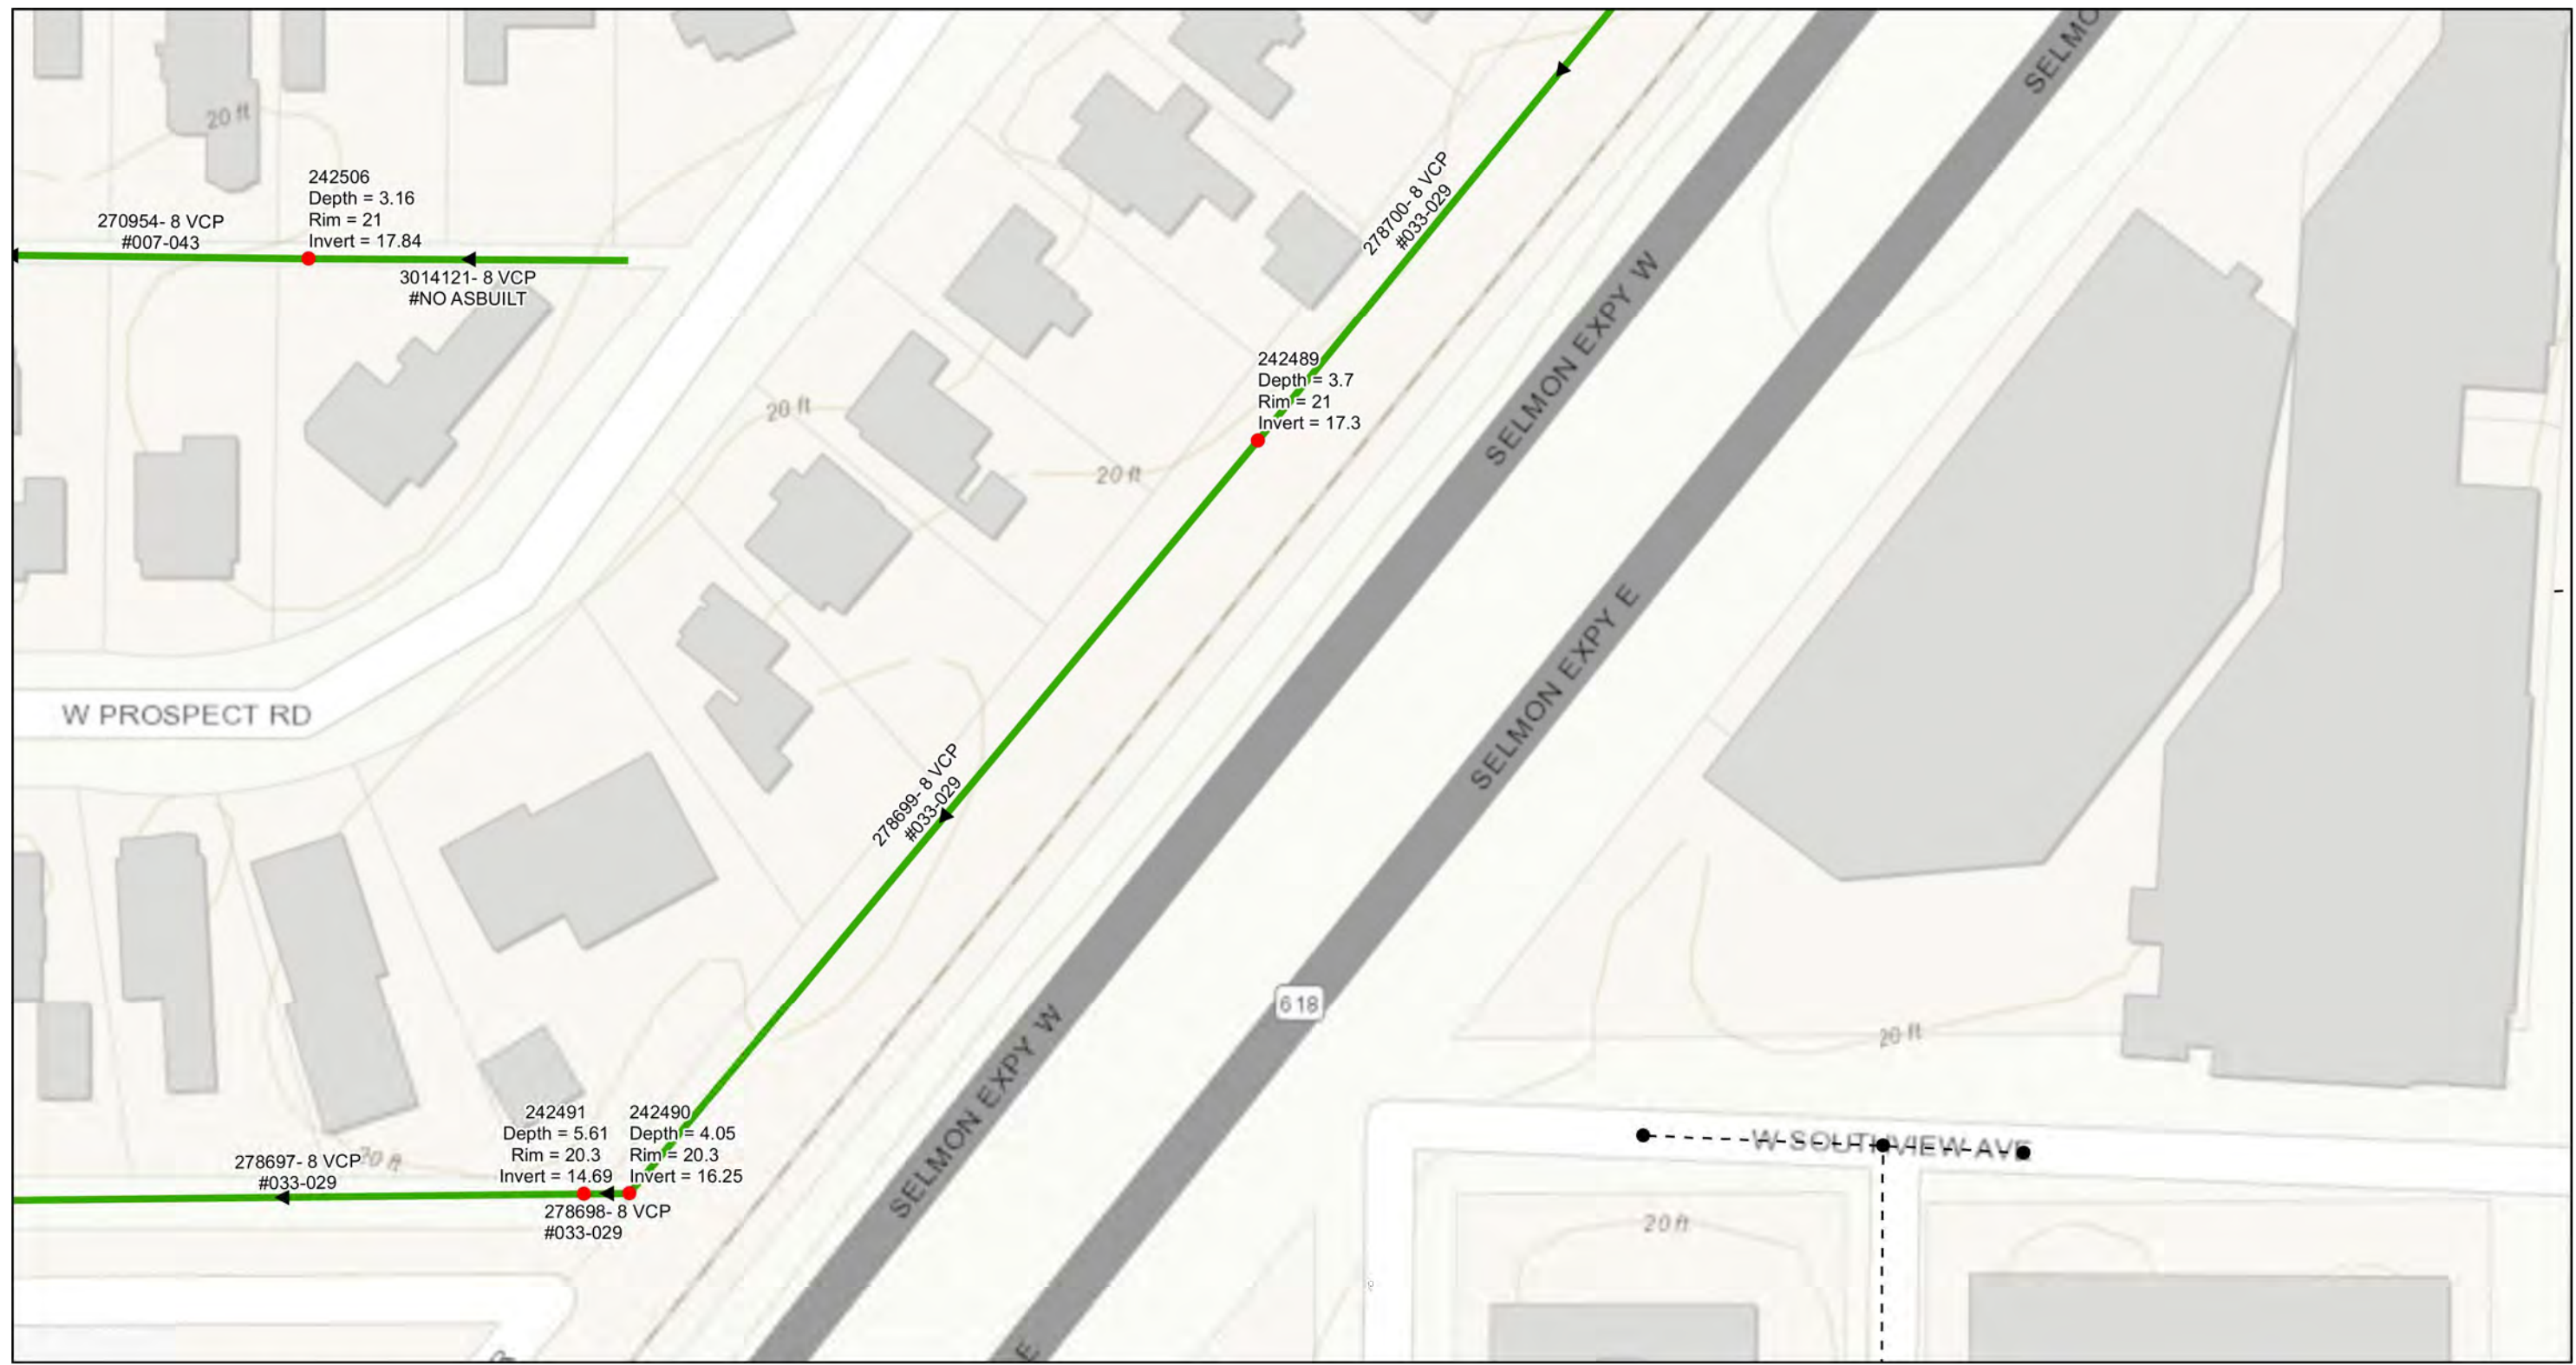 SELMO
20 ft
242506
Depth = 3.16
Rim = 21
Invert = 17.84
270954- 8 VCP
#007-043
3014121- 8 VCP
#NO ASBUILT
278700- 8 VCP
#033-029
SELMON EXPY W
242489
Depth = 3.7
Rim = 21
Invert = 17.3
20 ft
20 ft
SELMON EXPY E
W PROSPECT RD
278699- 8 VCP
#033-029
618
SELMON EXPY W
20 ft
242491
Depth = 5.61
Rim = 20.3
Invert = 14.69
242490
Depth = 4.05
Rim = 20.3
Invert = 16.25
W SOUTHVIEW AVE
278697- 8 VCP
#033-029
20 ft
278698- 8 VCP
#033-029
20 ft
E